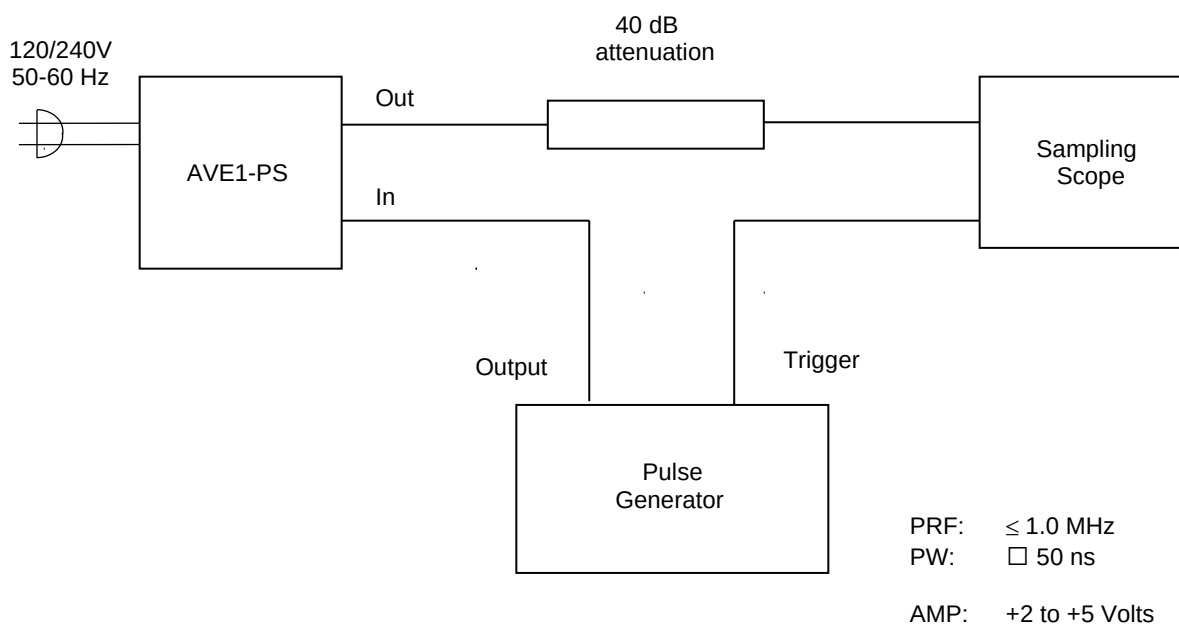 40 dB
attenuation
120/240V
50-60 Hz
Out
AVE1-PS
In
Sampling
Scope
Output
Trigger
Pulse
Generator
PRF: ≤ 1.0 MHz
PW: □ 50 ns
AMP: +2 to +5 Volts